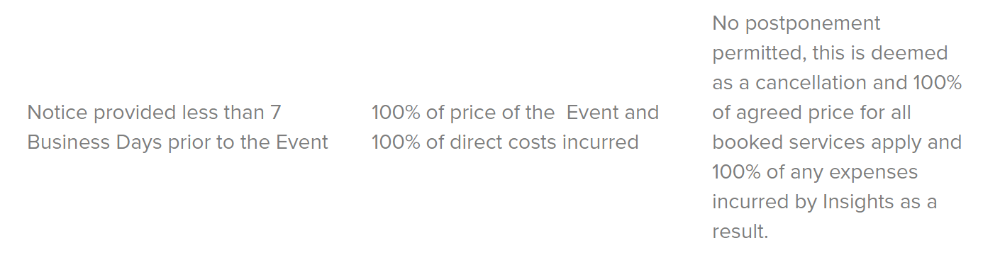 Notice provided less than 7
Business Days prior to the Event
100% of price of the  Event and
100% of direct costs incurred
No postponement
permitted, this is deemed
as a cancellation and 100%
of agreed price for all
booked services apply and
100% of any expenses
incurred by Insights as a
result.